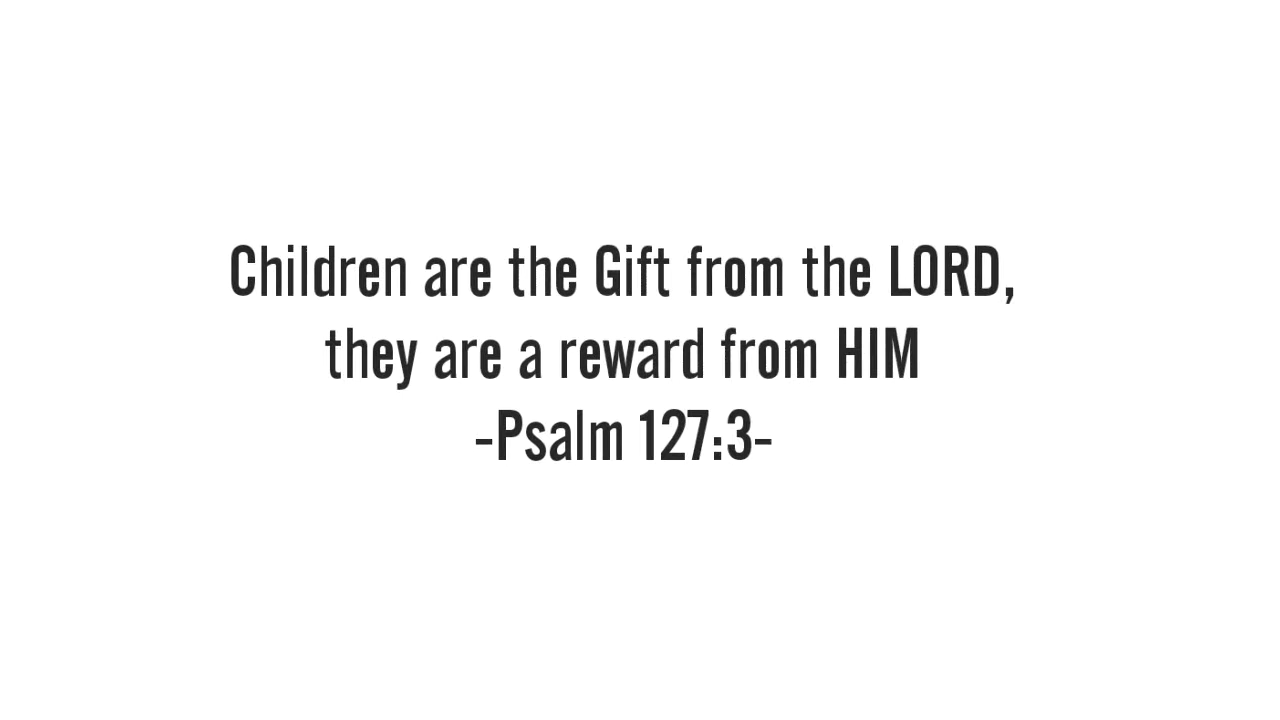 Children are the Gift from the LORD,
they are a reward from HIM
-Psalm 127:3-